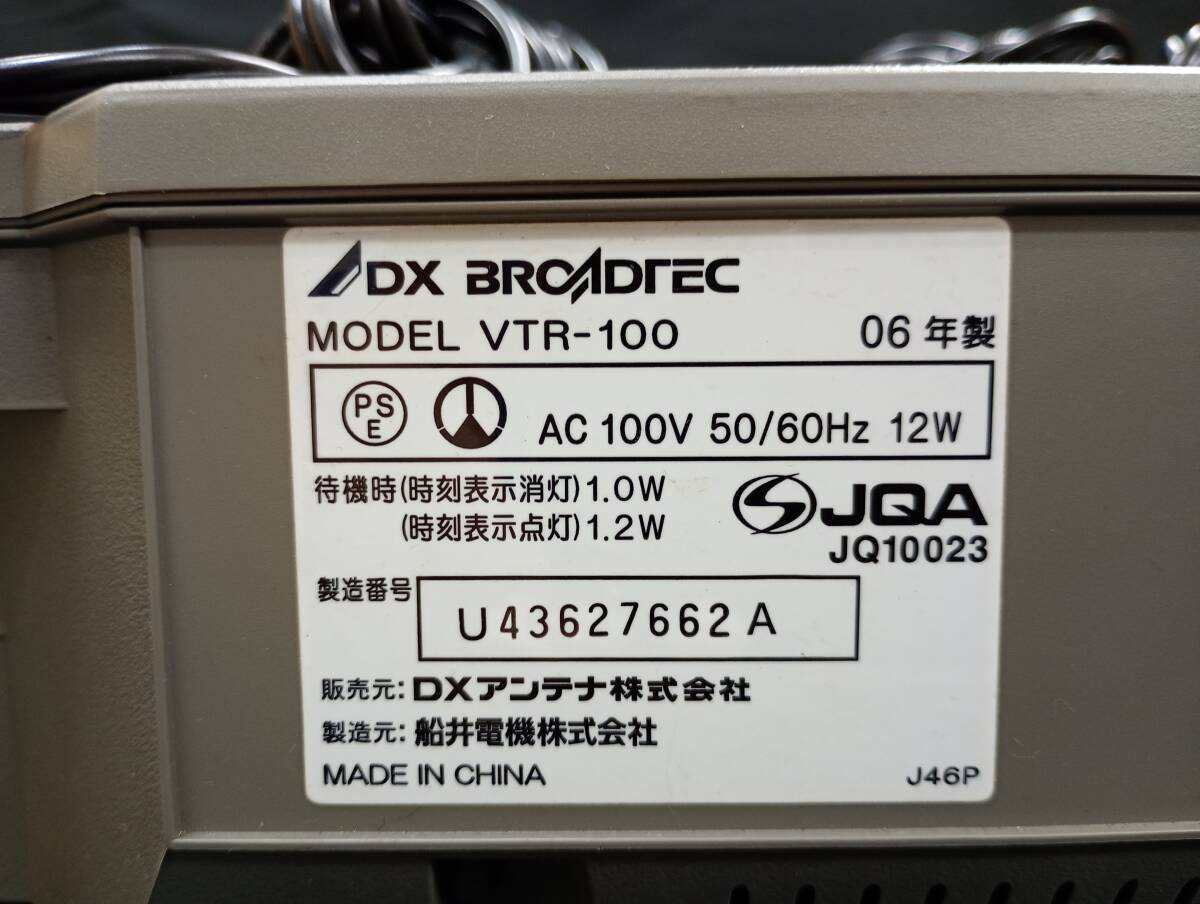 DX BROADTEC
MODEL VTR-100 06年製
PS E AC 100V 50/60Hz 12W
待機時(時刻表示消灯)1.0W
(時刻表示点灯)1.2W
JQA
JQ10023
製造番号 U43627662A
販売元:DXアンテナ株式会社
製造元:船井電機株式会社
MADE IN CHINA J46P